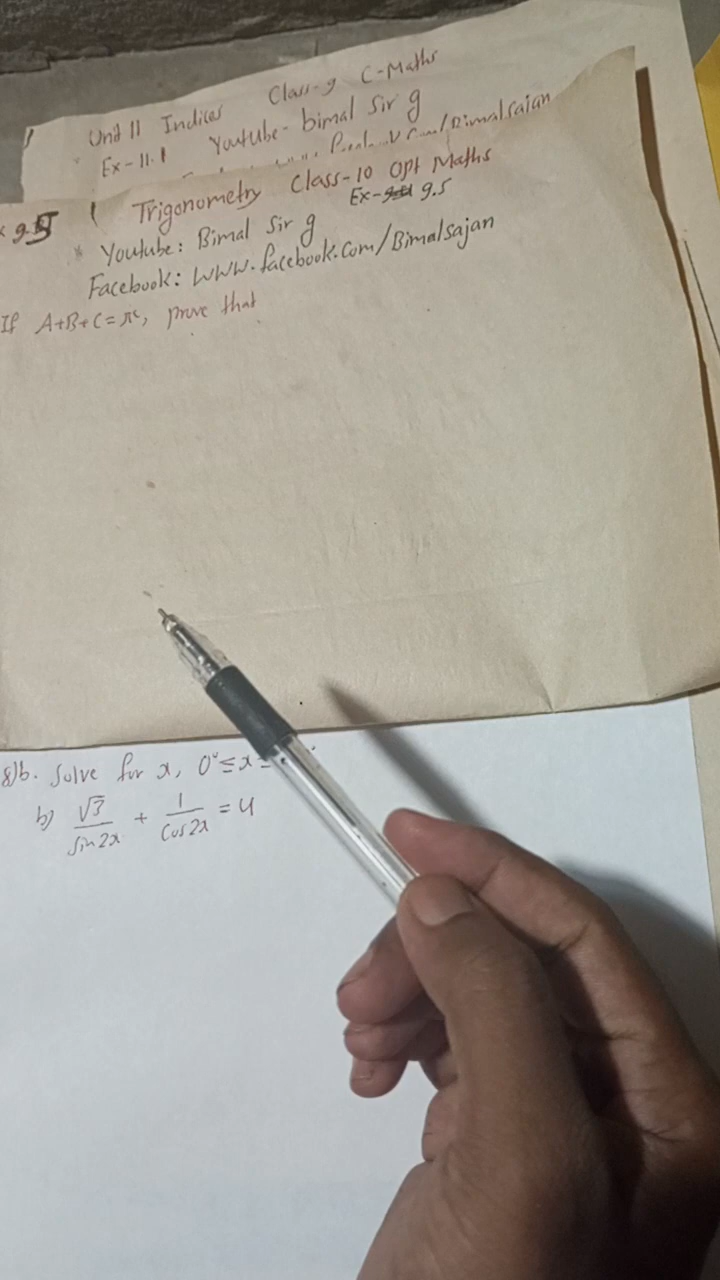 Unit 11 Indices Class-9 C-Maths
Ex-11.1 Youtube- bimal Sir g
Trigonometry Class-10 Opt Maths
Ex- 9.5
* Youtube: Bimal Sir g
Facebook: WWW.facebook.Com/Bimalsajan
If A+B+C=πᶜ, prove that
8)b. Solve for x, 0°≤x≤
b) √3/Sin2x + 1/Cos2x = 4